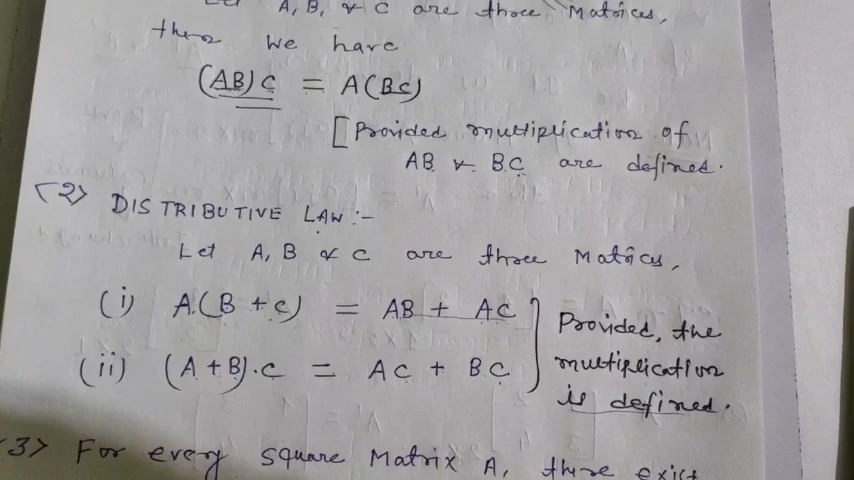 Let A, B, & C are three Matrices,
then we have
(AB)C = A(BC)
[Provided multiplication of
AB & BC are defined.
<2> DISTRIBUTIVE LAW :-
Let A, B & C are three Matrices,
(i) A.(B + C) = AB + AC
(ii) (A + B).C = AC + BC
} Provided, the
multiplication
is defined.
<3> For every square Matrix A, there exist